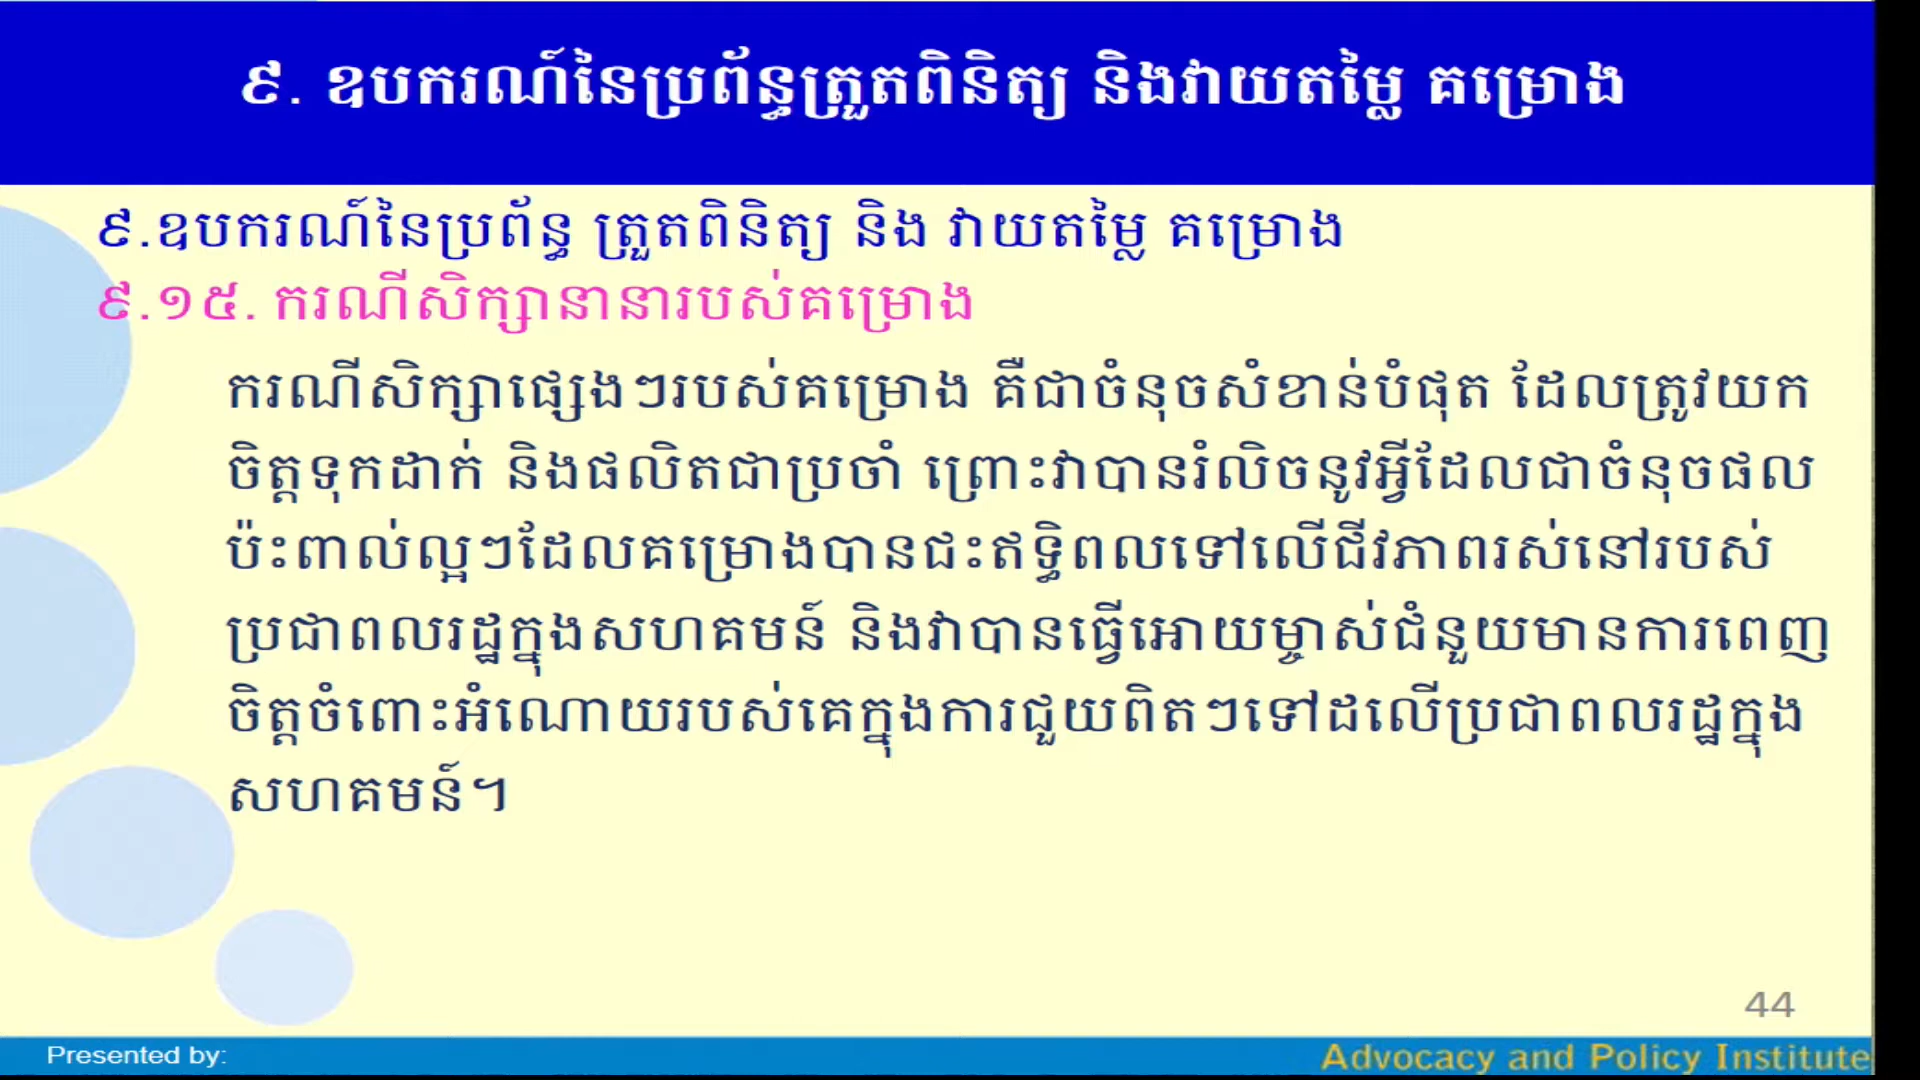 ៩. ឧបករណ៍នៃប្រព័ន្ធត្រួតពិនិត្យ និងវាយតម្លៃ គម្រោង
៩.ឧបករណ៍នៃប្រព័ន្ធ ត្រួតពិនិត្យ និង វាយតម្លៃ គម្រោង
៩.១៥. ករណីសិក្សានានារបស់គម្រោង
ករណីសិក្សាផ្សេងៗរបស់គម្រោង គឺជាចំនុចសំខាន់បំផុត ដែលត្រូវយក
ចិត្តទុកដាក់ និងផលិតជាប្រចាំ ព្រោះវាបានរំលិចនូវអ្វីដែលជាចំនុចផល
ប៉ះពាល់ល្អៗដែលគម្រោងបានជះឥទ្ធិពលទៅលើជីវភាពរស់នៅរបស់
ប្រជាពលរដ្ឋក្នុងសហគមន៍ និងវាបានធ្វើអោយម្ចាស់ជំនួយមានការពេញ
ចិត្តចំពោះអំណោយរបស់គេក្នុងការជួយពិតៗទៅដលើប្រជាពលរដ្ឋក្នុង
សហគមន៍។
44
Presented by:
Advocacy and Policy Institute